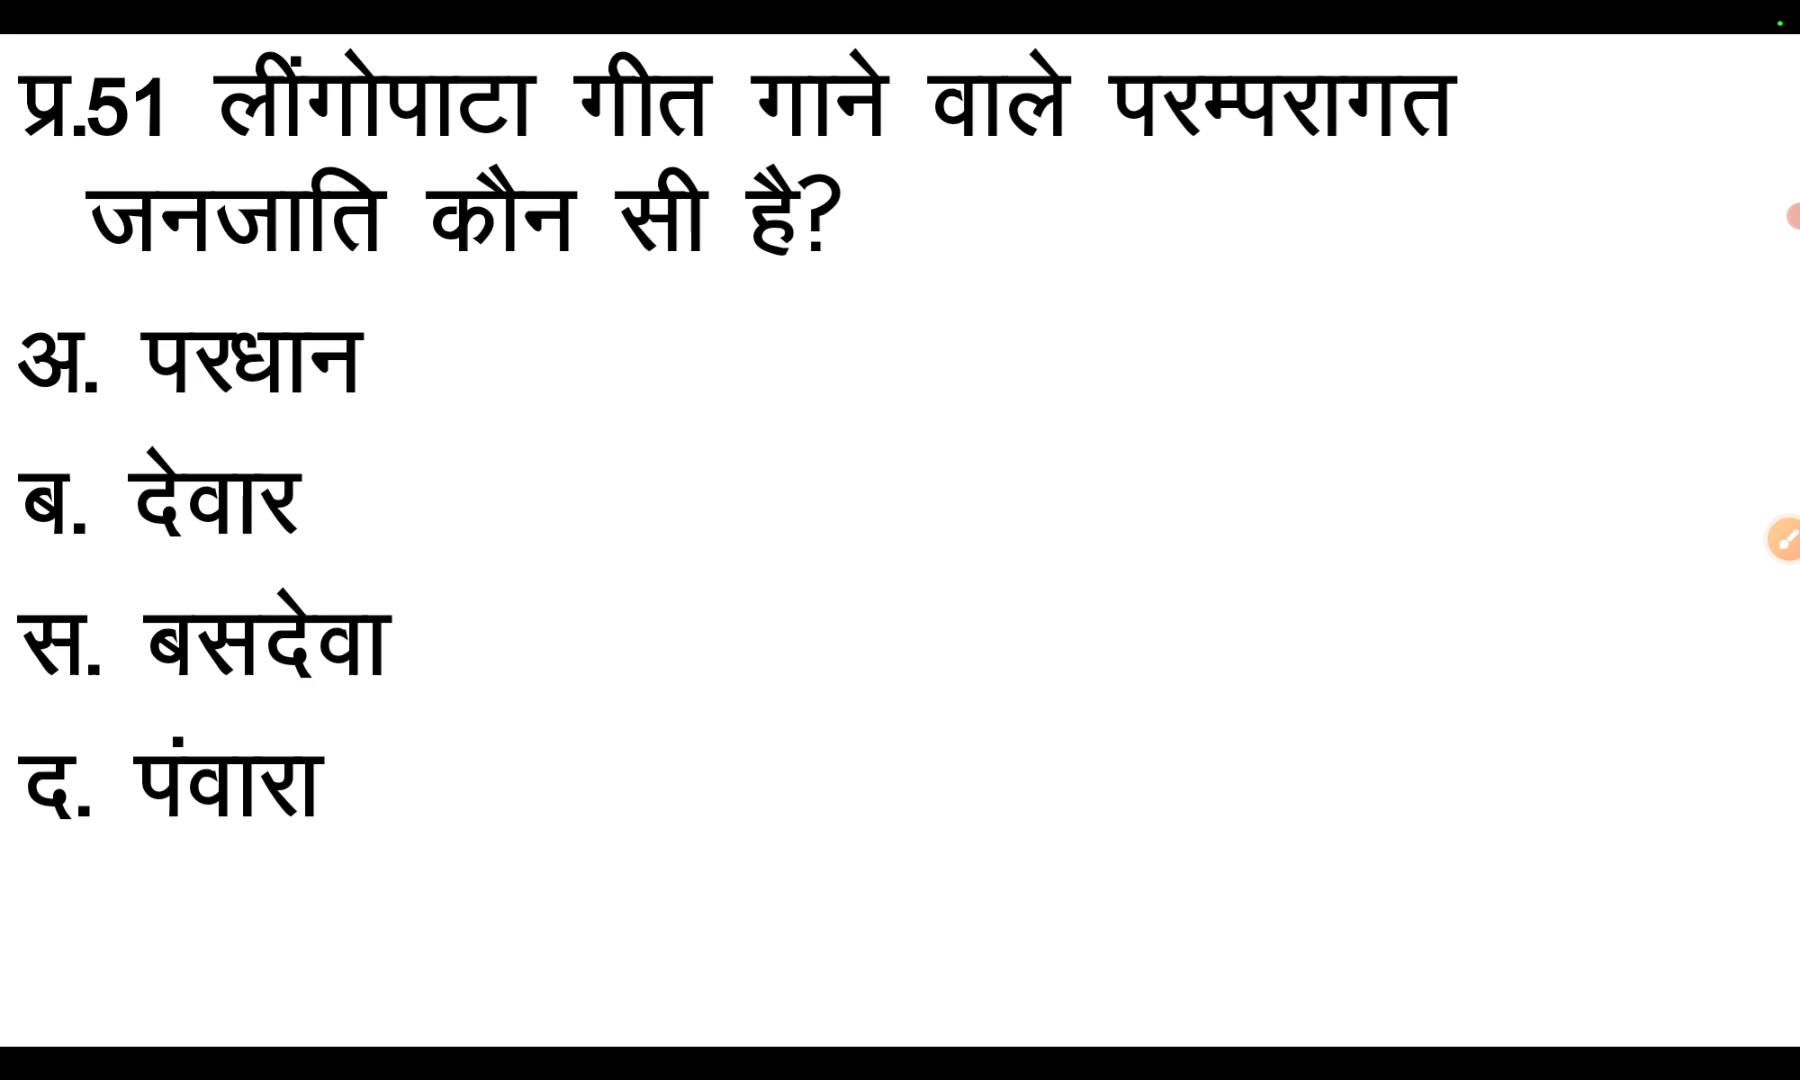 प्र.51 लींगोपाटा गीत गाने वाले परम्परागत
जनजाति कौन सी है?
अ. परधान
ब. देवार
स. बसदेवा
द. पंवारा